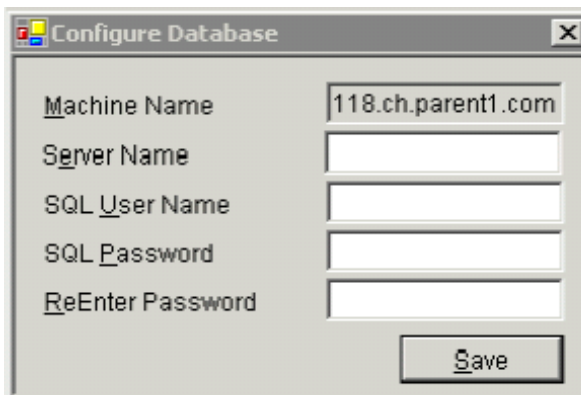 Configure Database
Machine Name 118.ch.parent1.com
Server Name
SQL User Name
SQL Password
ReEnter Password
Save